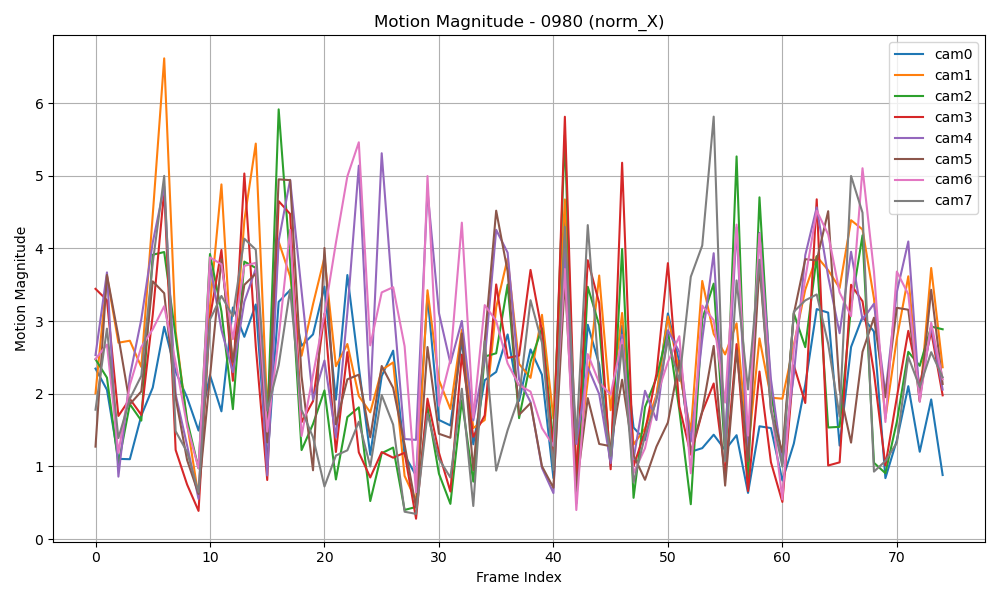 Motion Magnitude - 0980 (norm_X)
Motion Magnitude
6
5
4
3
2
1
0
0 10 20 30 40 50 60 70
Frame Index
cam0
cam1
cam2
cam3
cam4
cam5
cam6
cam7